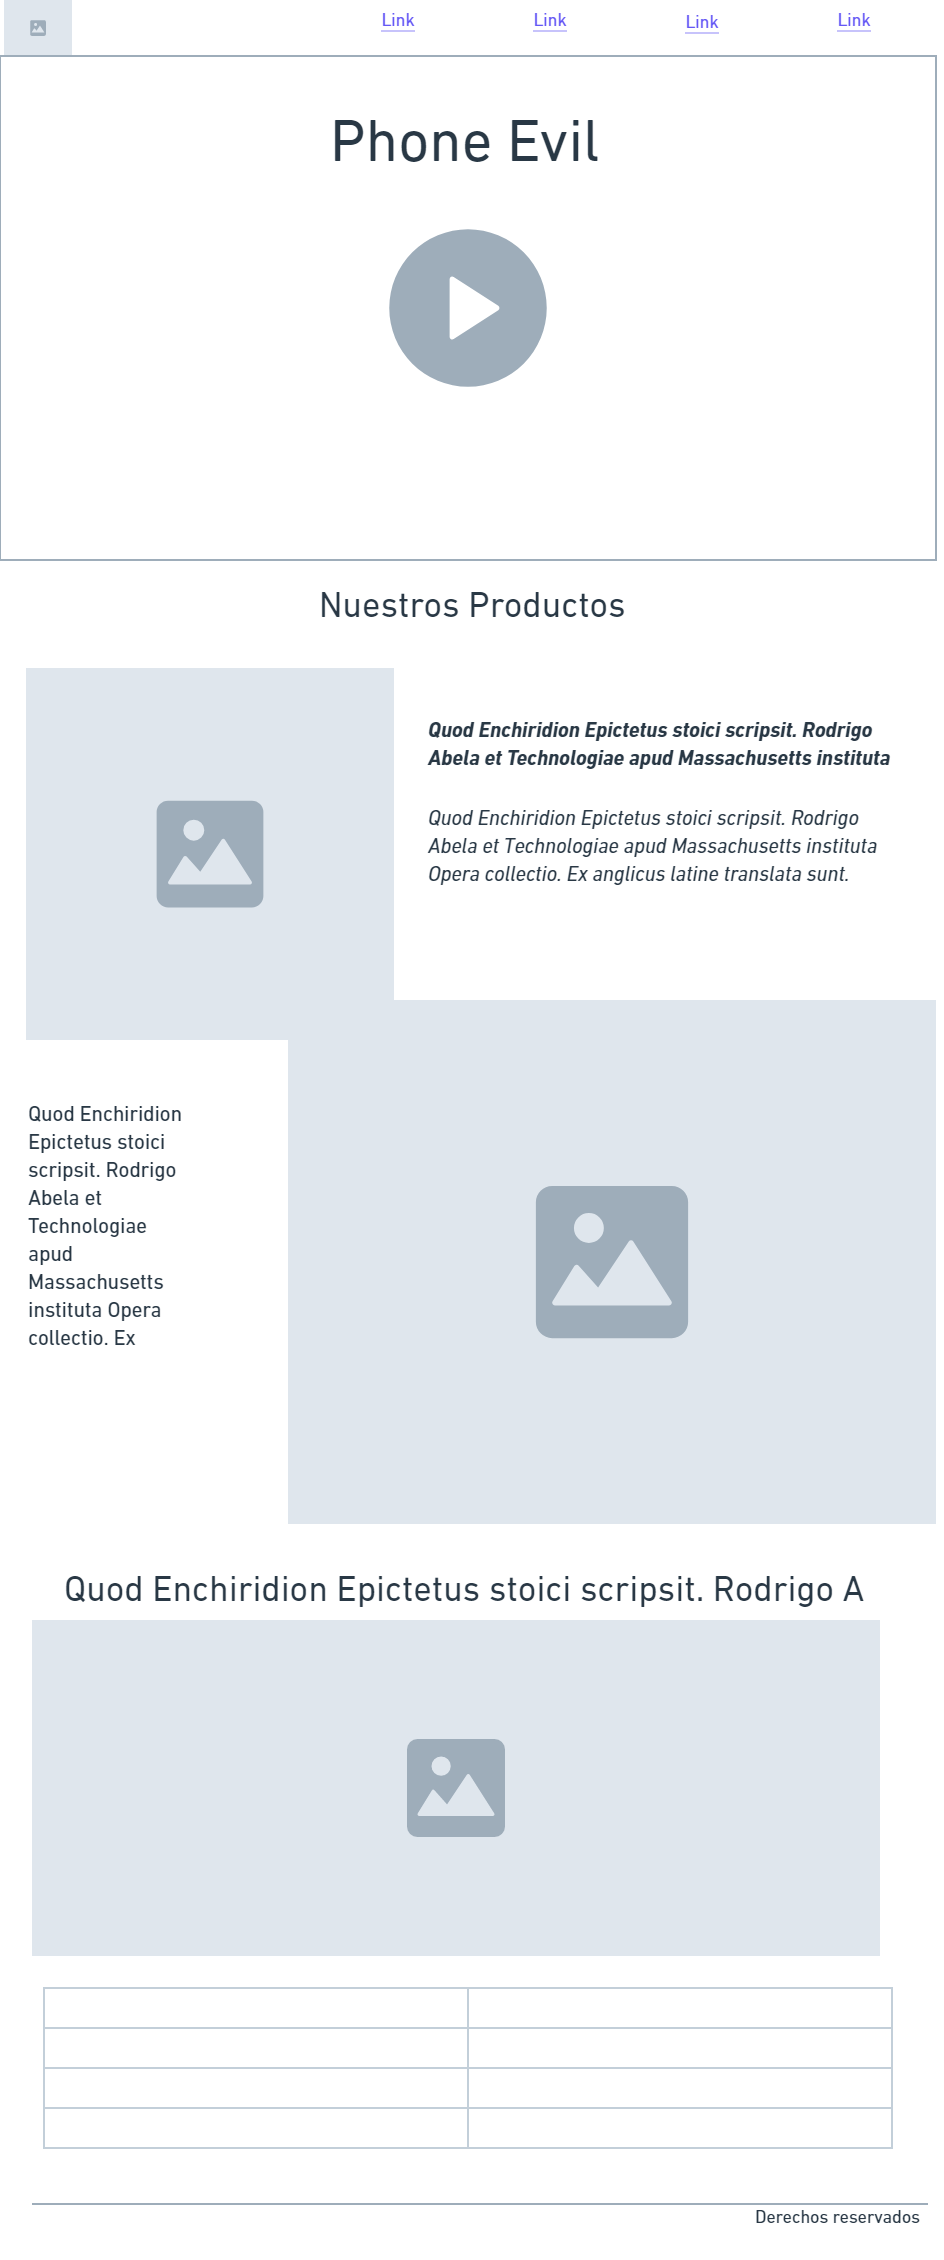 Link
Link
Link
Link
Phone Evil
Nuestros Productos
Quod Enchiridion Epictetus stoici scripsit. Rodrigo
Abela et Technologiae apud Massachusetts instituta
Quod Enchiridion Epictetus stoici scripsit. Rodrigo
Abela et Technologiae apud Massachusetts instituta
Opera collectio. Ex anglicus latine translata sunt.
Quod Enchiridion
Epictetus stoici
scripsit. Rodrigo
Abela et
Technologiae
apud
Massachusetts
instituta Opera
collectio. Ex
Quod Enchiridion Epictetus stoici scripsit. Rodrigo A
Derechos reservados